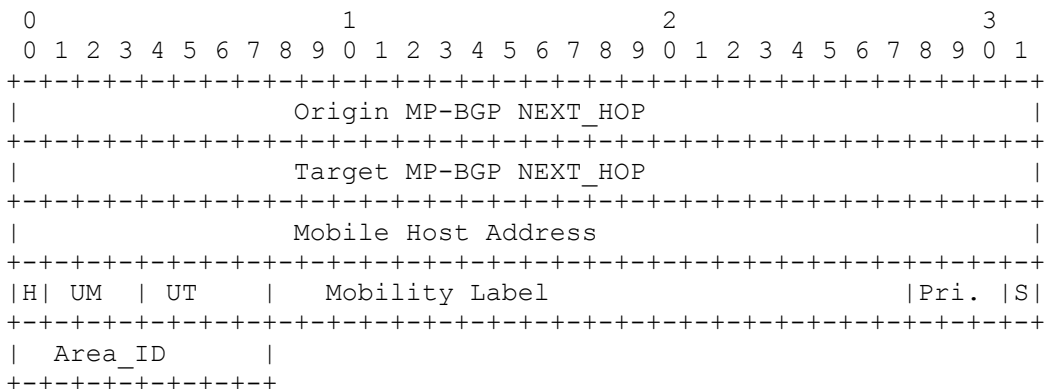 0                   1                   2                   3
 0 1 2 3 4 5 6 7 8 9 0 1 2 3 4 5 6 7 8 9 0 1 2 3 4 5 6 7 8 9 0 1
+-+-+-+-+-+-+-+-+-+-+-+-+-+-+-+-+-+-+-+-+-+-+-+-+-+-+-+-+-+-+-+-+
|                 Origin MP-BGP NEXT_HOP                        |
+-+-+-+-+-+-+-+-+-+-+-+-+-+-+-+-+-+-+-+-+-+-+-+-+-+-+-+-+-+-+-+-+
|                 Target MP-BGP NEXT_HOP                        |
+-+-+-+-+-+-+-+-+-+-+-+-+-+-+-+-+-+-+-+-+-+-+-+-+-+-+-+-+-+-+-+-+
|                 Mobile Host Address                           |
+-+-+-+-+-+-+-+-+-+-+-+-+-+-+-+-+-+-+-+-+-+-+-+-+-+-+-+-+-+-+-+-+
|H| UM  | UT    |   Mobility Label                      |Pri. |S|
+-+-+-+-+-+-+-+-+-+-+-+-+-+-+-+-+-+-+-+-+-+-+-+-+-+-+-+-+-+-+-+-+
|  Area_ID      |
+-+-+-+-+-+-+-+-+